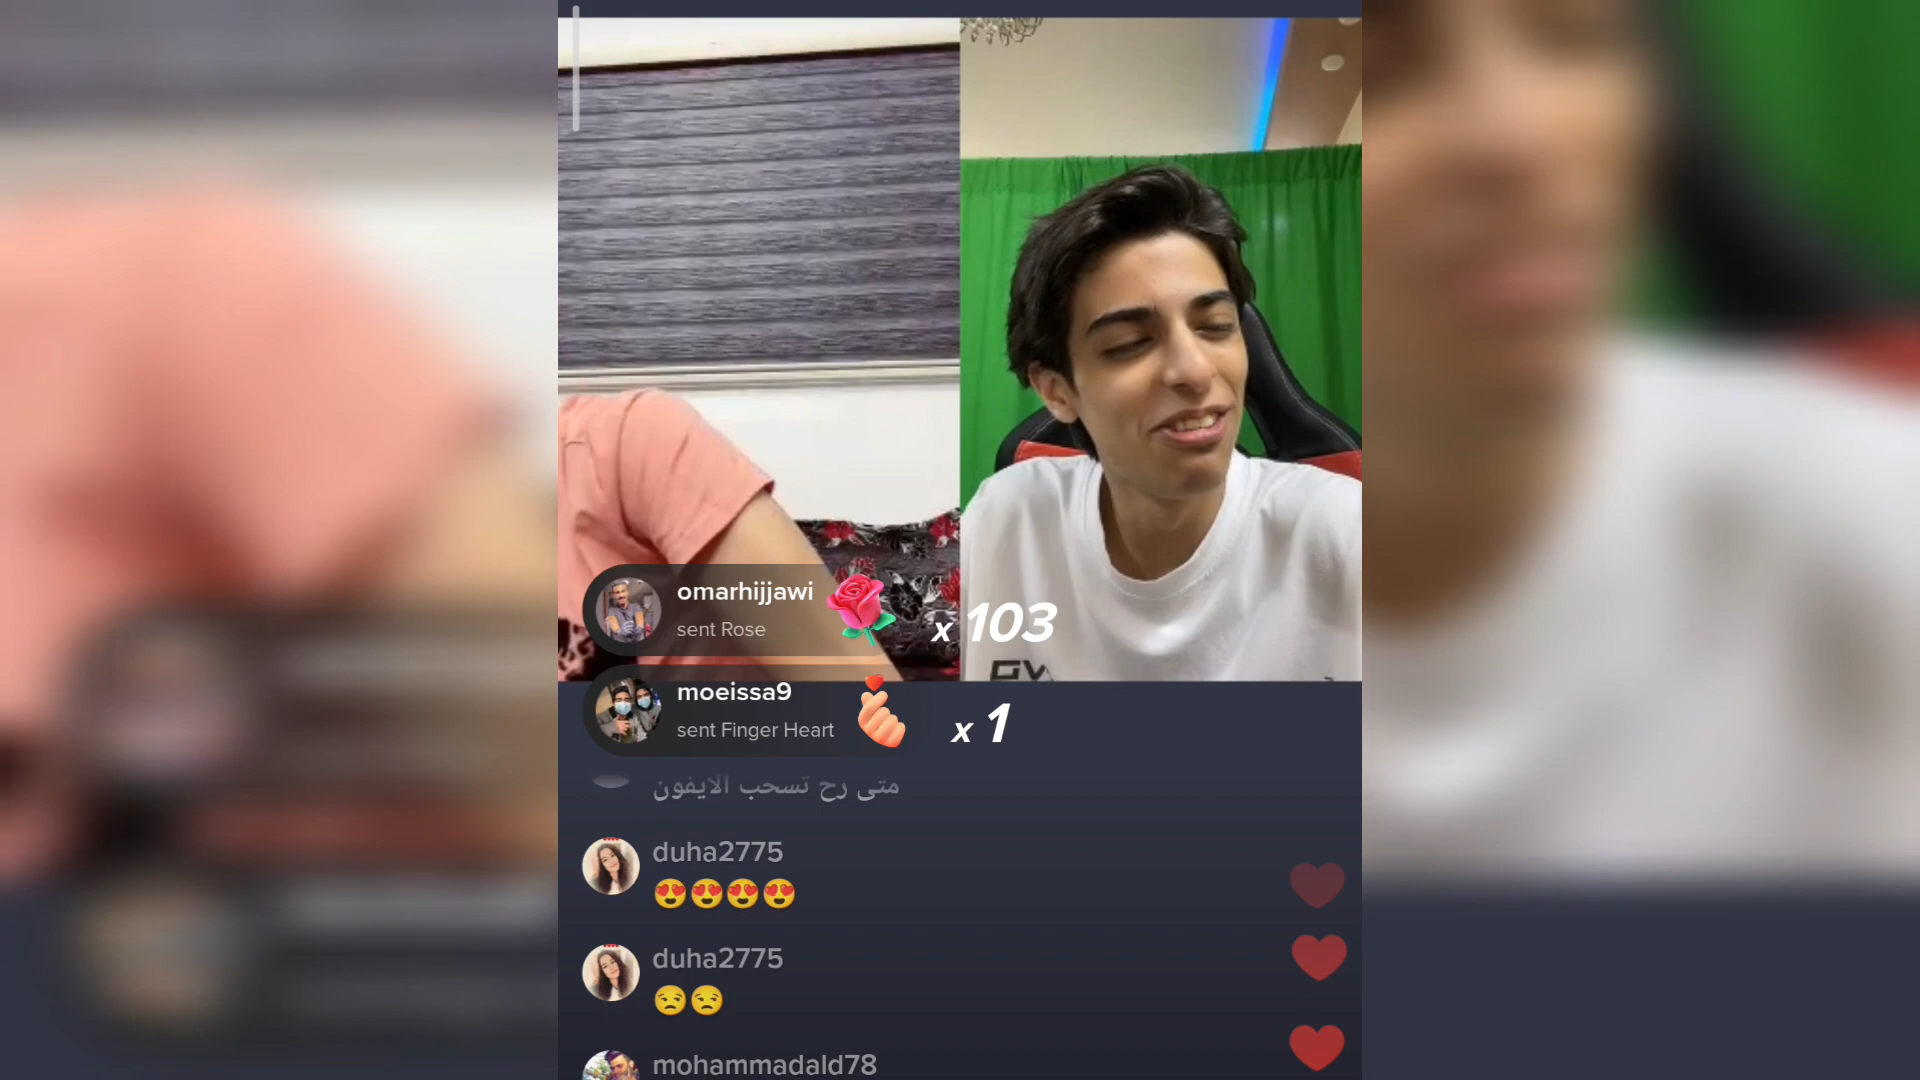 omarhijjawi
sent Rose
x 103
moeissa9
sent Finger Heart
x 1
متى رح تسحب الايفون
duha2775
😍😍😍😍
duha2775
😒😒
mohammadald78